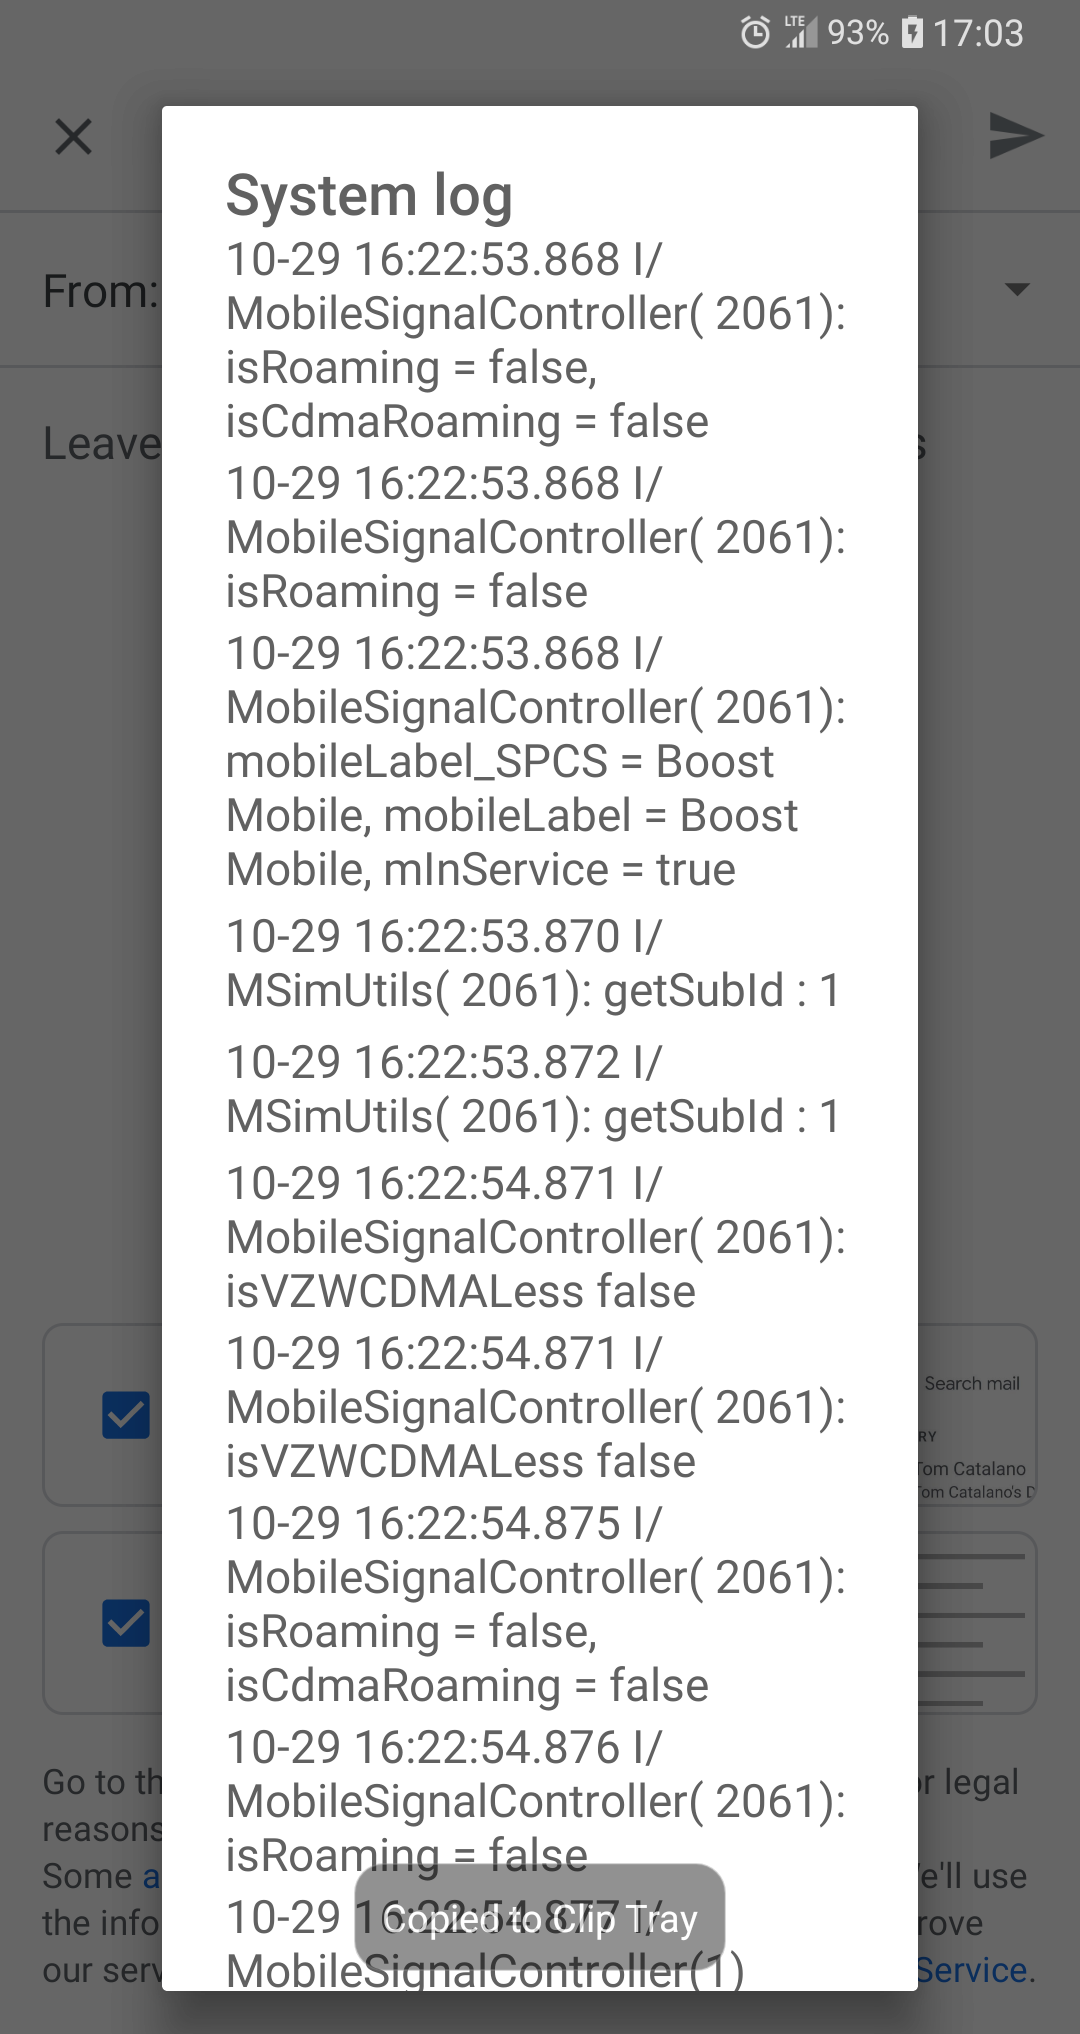 LTE 93% 17:03
System log
10-29 16:22:53.868 I/
MobileSignalController( 2061):
isRoaming = false,
isCdmaRoaming = false
10-29 16:22:53.868 I/
MobileSignalController( 2061):
isRoaming = false
10-29 16:22:53.868 I/
MobileSignalController( 2061):
mobileLabel_SPCS = Boost
Mobile, mobileLabel = Boost
Mobile, mInService = true
10-29 16:22:53.870 I/
MSimUtils( 2061): getSubId : 1
10-29 16:22:53.872 I/
MSimUtils( 2061): getSubId : 1
10-29 16:22:54.871 I/
MobileSignalController( 2061):
isVZWCDMALess false
10-29 16:22:54.871 I/
MobileSignalController( 2061):
isVZWCDMALess false
10-29 16:22:54.875 I/
MobileSignalController( 2061):
isRoaming = false,
isCdmaRoaming = false
10-29 16:22:54.876 I/
MobileSignalController( 2061):
isRoaming = false
10-29 16:22:54.877 I/
MobileSignalController(1)
Copied to Clip Tray
From:
Leave
Search mail
RY
Tom Catalano
Tom Catalano's D
Go to th
or legal
reasons
Some a
e'll use
the info
rove
our serv
Service.